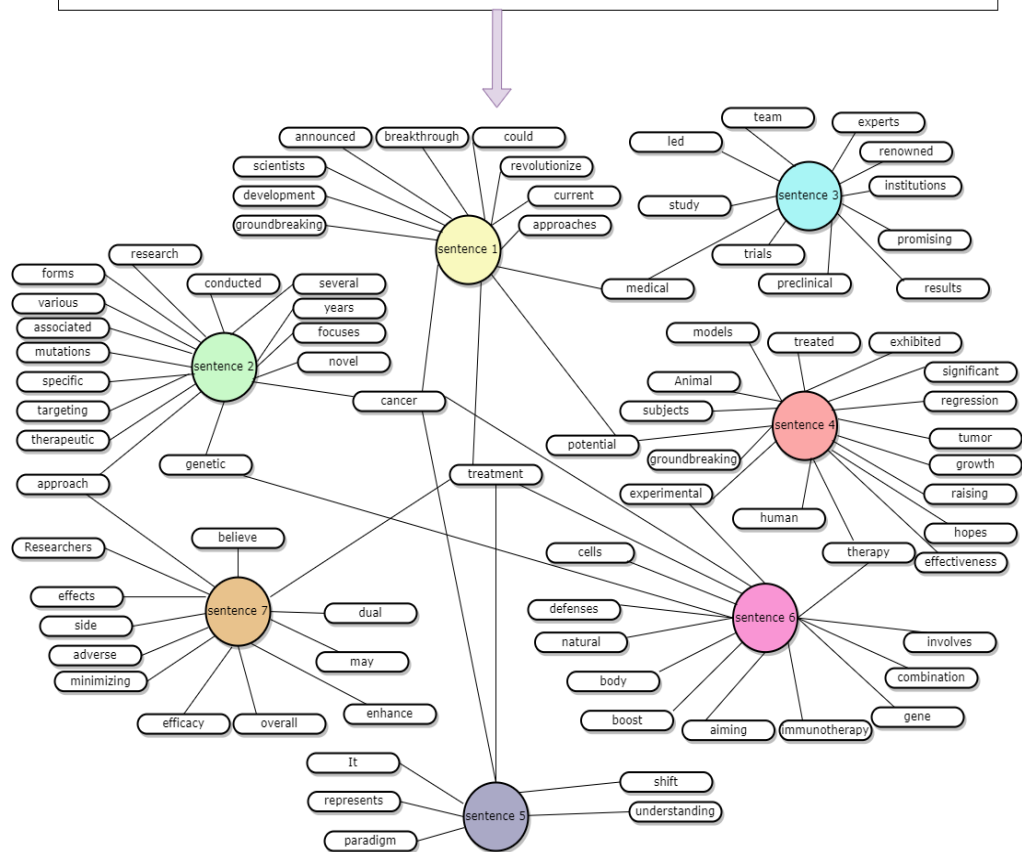 team
experts
announced
breakthrough
could
led
renowned
scientists
revolutionize
development
current
institutions
sentence 3
study
groundbreaking
approaches
sentence 1
promising
research
trials
forms
conducted
several
medical
preclinical
results
various
years
associated
focuses
models
treated
exhibited
mutations
novel
sentence 2
significant
specific
Animal
cancer
regression
targeting
subjects
sentence 4
therapeutic
potential
tumor
genetic
groundbreaking
growth
approach
treatment
experimental
raising
human
hopes
believe
Researchers
cells
therapy
effectiveness
effects
defenses
dual
sentence 7
sentence 6
side
natural
involves
adverse
may
combination
minimizing
body
enhance
gene
efficacy
overall
boost
aiming
immunotherapy
It
shift
represents
understanding
sentence 5
paradigm